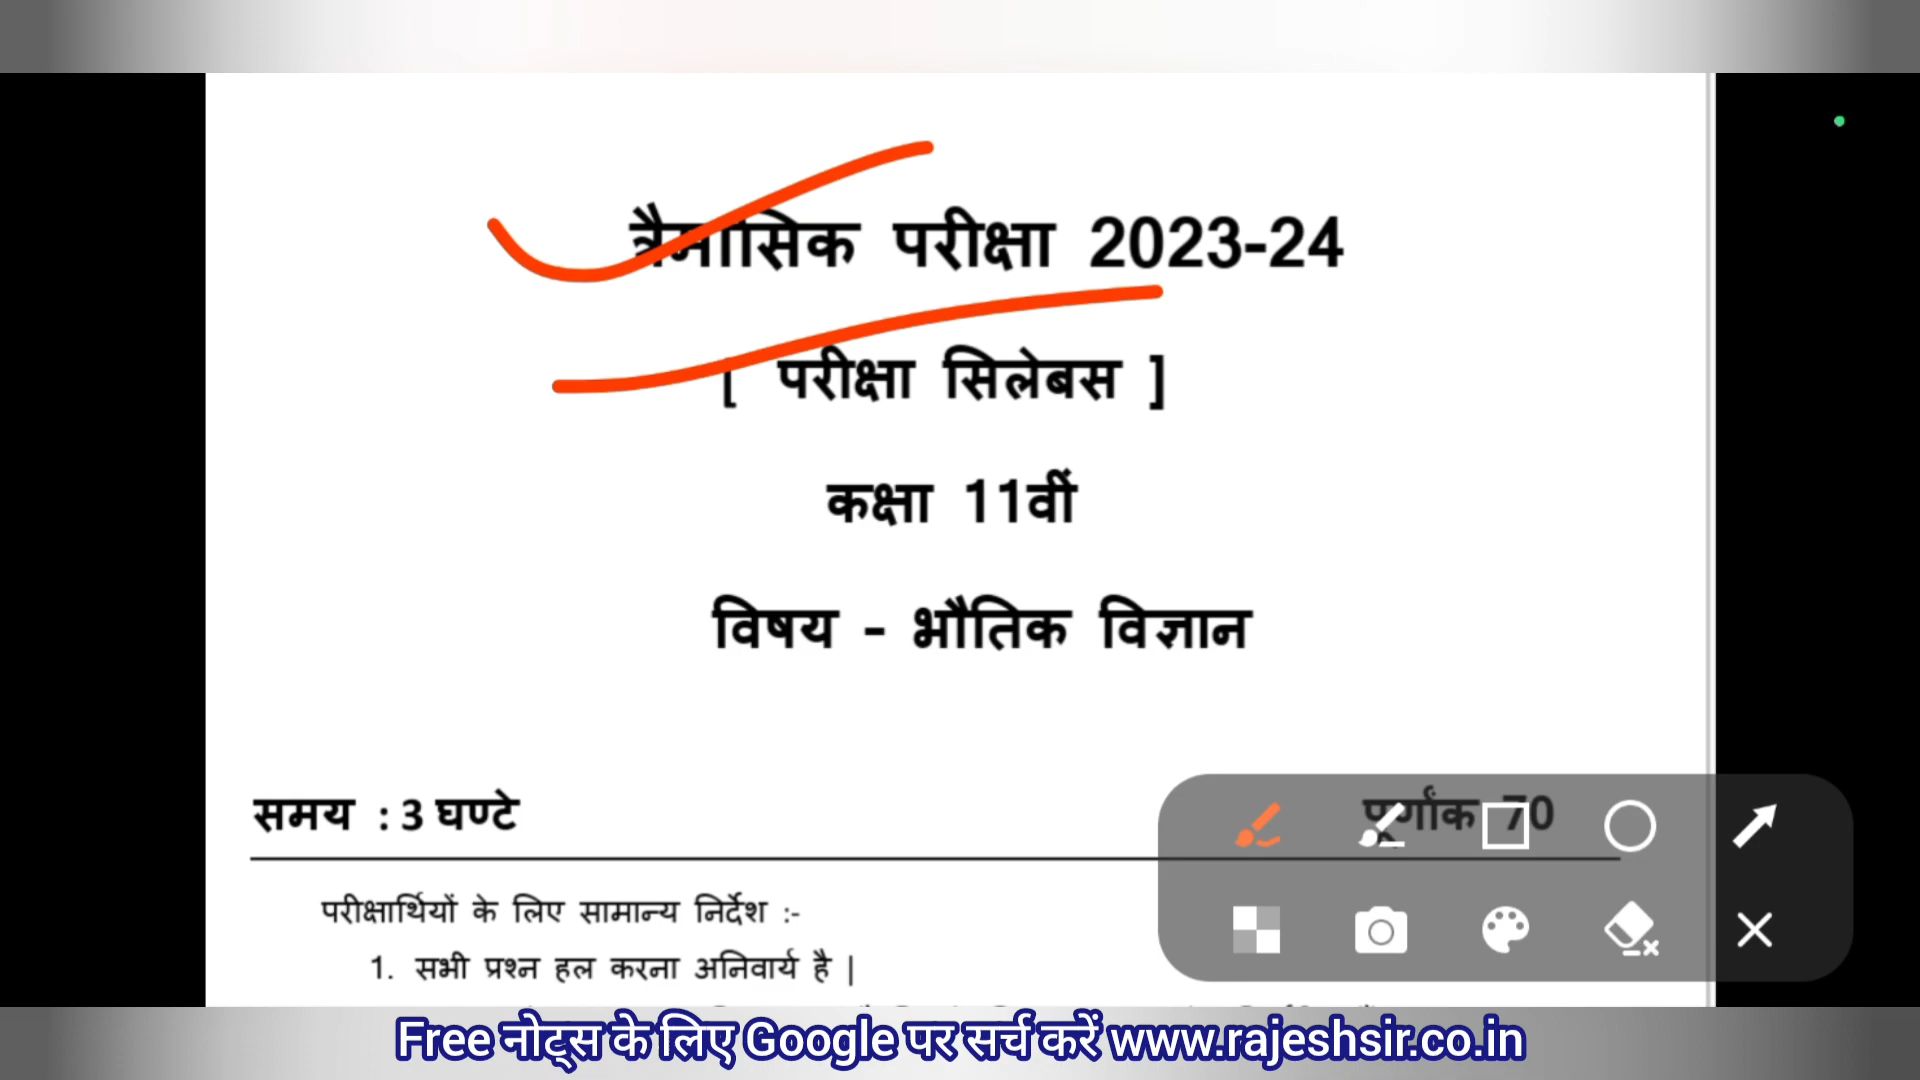 त्रैमासिक परीक्षा 2023-24
[ परीक्षा सिलेबस ]
कक्षा 11वीं
विषय - भौतिक विज्ञान
समय : 3 घण्टे पूर्णांक 70
परीक्षार्थियों के लिए सामान्य निर्देश :-
1. सभी प्रश्न हल करना अनिवार्य है |
Free नोट्स के लिए Google पर सर्च करें www.rajeshsir.co.in